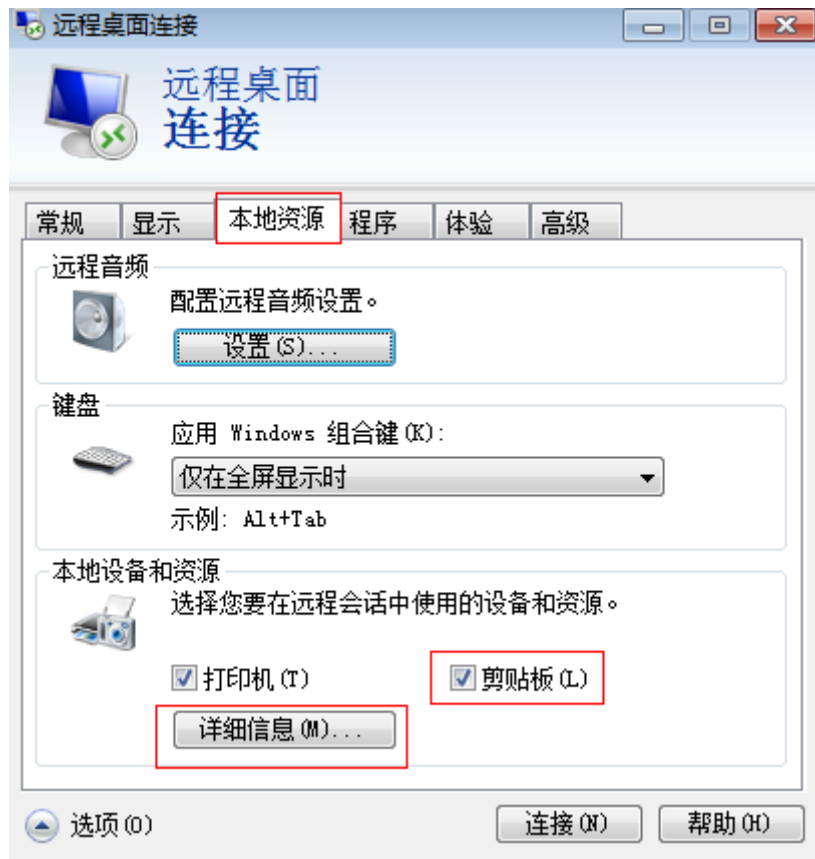 远程桌面连接
远程桌面
连接
常规 显示 本地资源 程序 体验 高级
远程音频
配置远程音频设置。
设置(S)...
键盘
应用 Windows 组合键(K):
仅在全屏显示时
示例: Alt+Tab
本地设备和资源
选择您要在远程会话中使用的设备和资源。
打印机(T) 剪贴板(L)
详细信息(M)...
选项(O) 连接(N) 帮助(H)